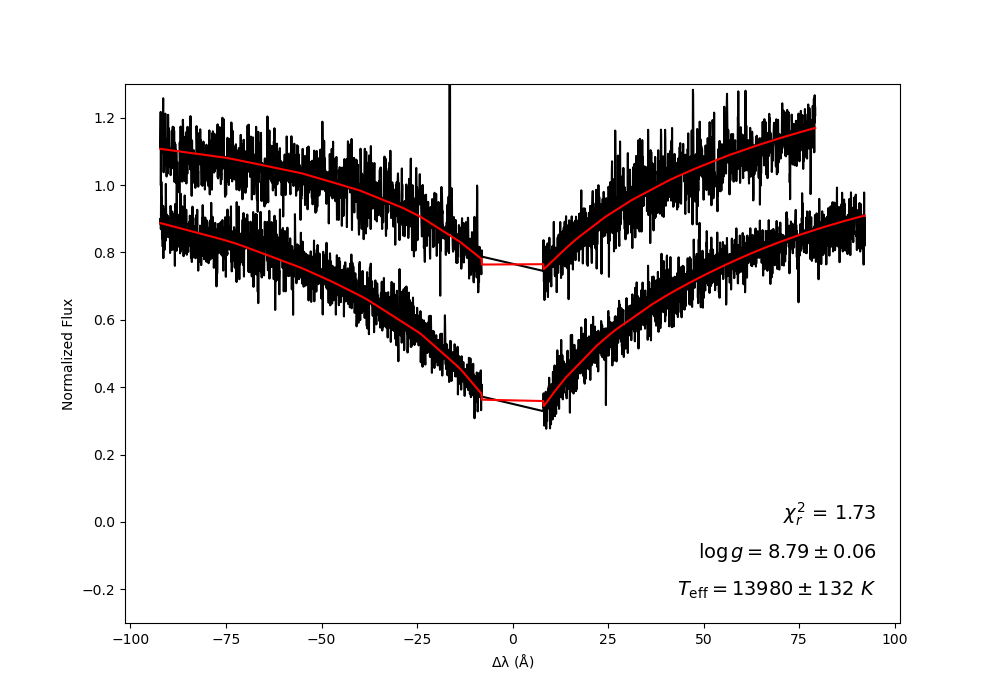 1.2
1.0
0.8
0.6
0.4
0.2
0.0
−0.2
Normalized Flux
χ²ᵣ = 1.73
log g = 8.79 ± 0.06
T_eff = 13980 ± 132 K
−100 −75 −50 −25 0 25 50 75 100
Δλ (Å)